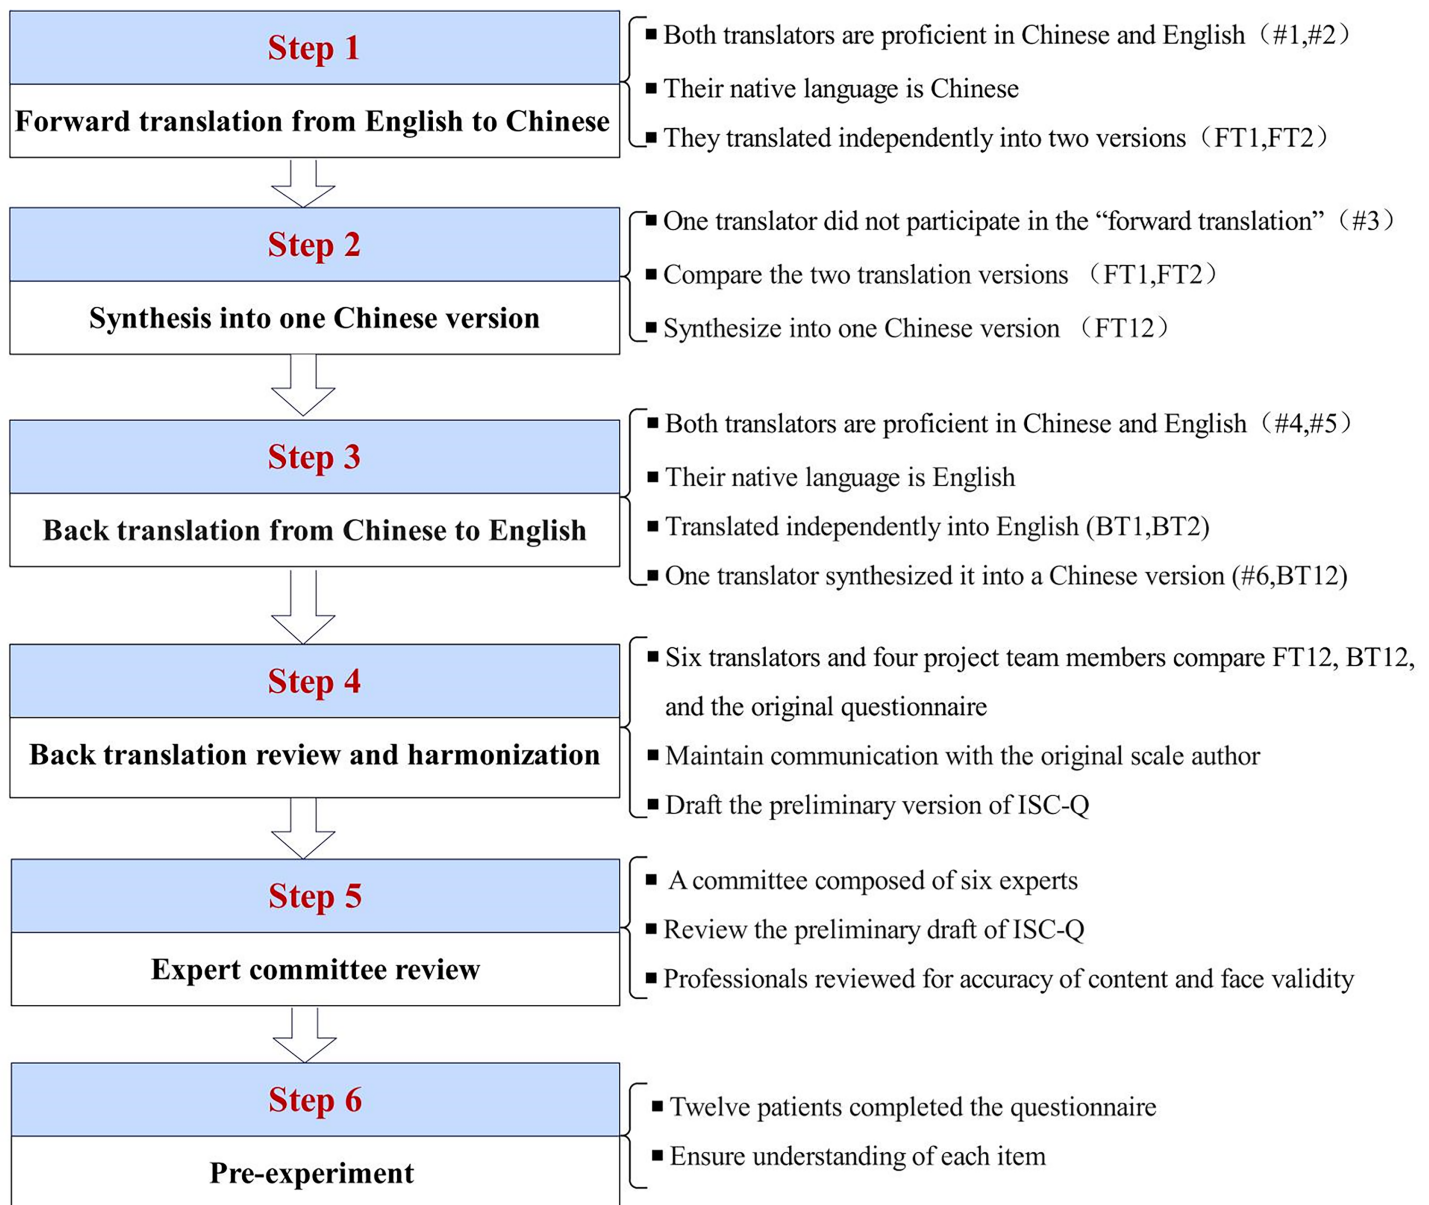 Step 1
Forward translation from English to Chinese
■ Both translators are proficient in Chinese and English（#1,#2）
■ Their native language is Chinese
■ They translated independently into two versions（FT1,FT2）
Step 2
Synthesis into one Chinese version
■ One translator did not participate in the “forward translation”（#3）
■ Compare the two translation versions （FT1,FT2）
■ Synthesize into one Chinese version （FT12）
Step 3
Back translation from Chinese to English
■ Both translators are proficient in Chinese and English（#4,#5）
■ Their native language is English
■ Translated independently into English (BT1,BT2)
■ One translator synthesized it into a Chinese version (#6,BT12)
Step 4
Back translation review and harmonization
■ Six translators and four project team members compare FT12, BT12,
and the original questionnaire
■ Maintain communication with the original scale author
■ Draft the preliminary version of ISC-Q
Step 5
Expert committee review
■ A committee composed of six experts
■ Review the preliminary draft of ISC-Q
■ Professionals reviewed for accuracy of content and face validity
Step 6
Pre-experiment
■ Twelve patients completed the questionnaire
■ Ensure understanding of each item